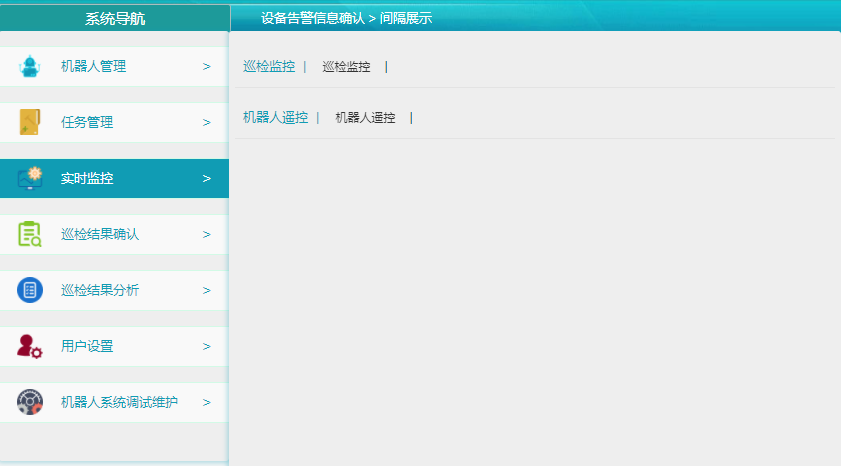 系统导航
设备告警信息确认 > 间隔展示
机器人管理 >
任务管理 >
实时监控 >
巡检结果确认 >
巡检结果分析 >
用户设置 >
机器人系统调试维护 >
巡检监控 | 巡检监控 |
机器人遥控 | 机器人遥控 |